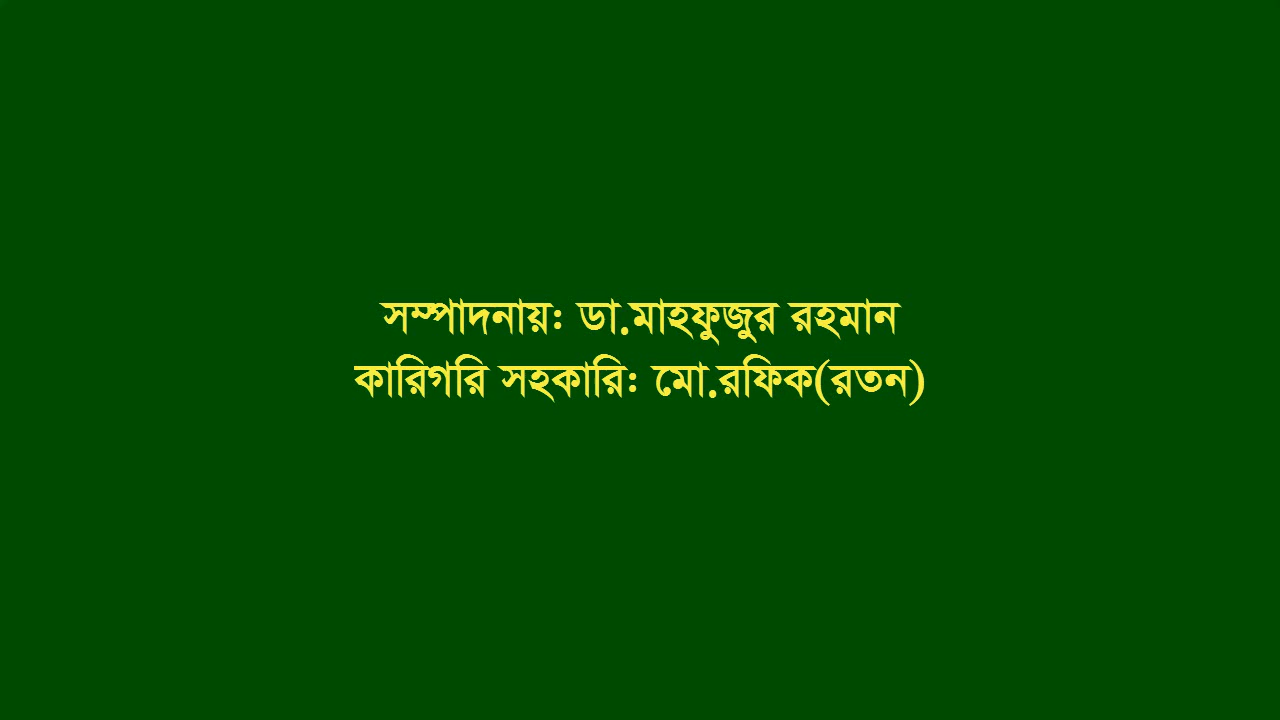 সম্পাদনায়ঃ ডা.মাহফুজুর রহমান
কারিগরি সহকারিঃ মো.রফিক(রতন)